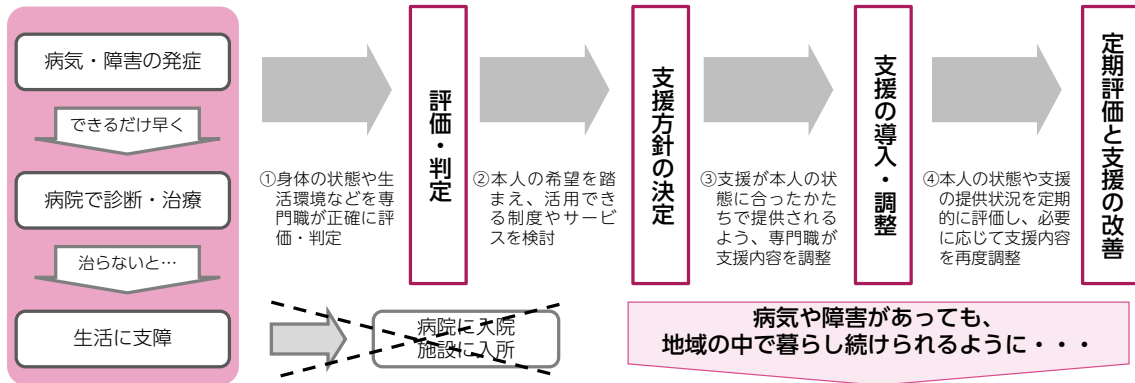 病気・障害の発症
できるだけ早く
病院で診断・治療
治らないと…
生活に支障
①身体の状態や生
活環境などを専
門職が正確に評
価・判定
評価・判定
②本人の希望を踏
まえ、活用でき
る制度やサービ
スを検討
支援方針の決定
③支援が本人の状
態に合ったかた
ちで提供される
よう、専門職が
支援内容を調整
支援の導入・調整
④本人の状態や支援
の提供状況を定期
的に評価し、必要
に応じて支援内容
を再度調整
定期評価と支援の改善
病院に入院
施設に入所
病気や障害があっても、
地域の中で暮らし続けられるように・・・